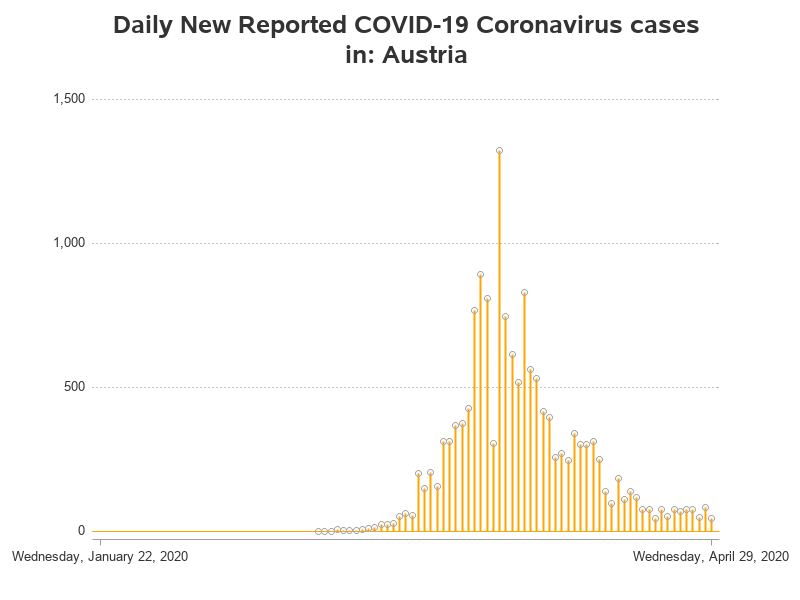 Daily New Reported COVID-19 Coronavirus cases
in: Austria
1,500
1,000
500
0
Wednesday, January 22, 2020
Wednesday, April 29, 2020